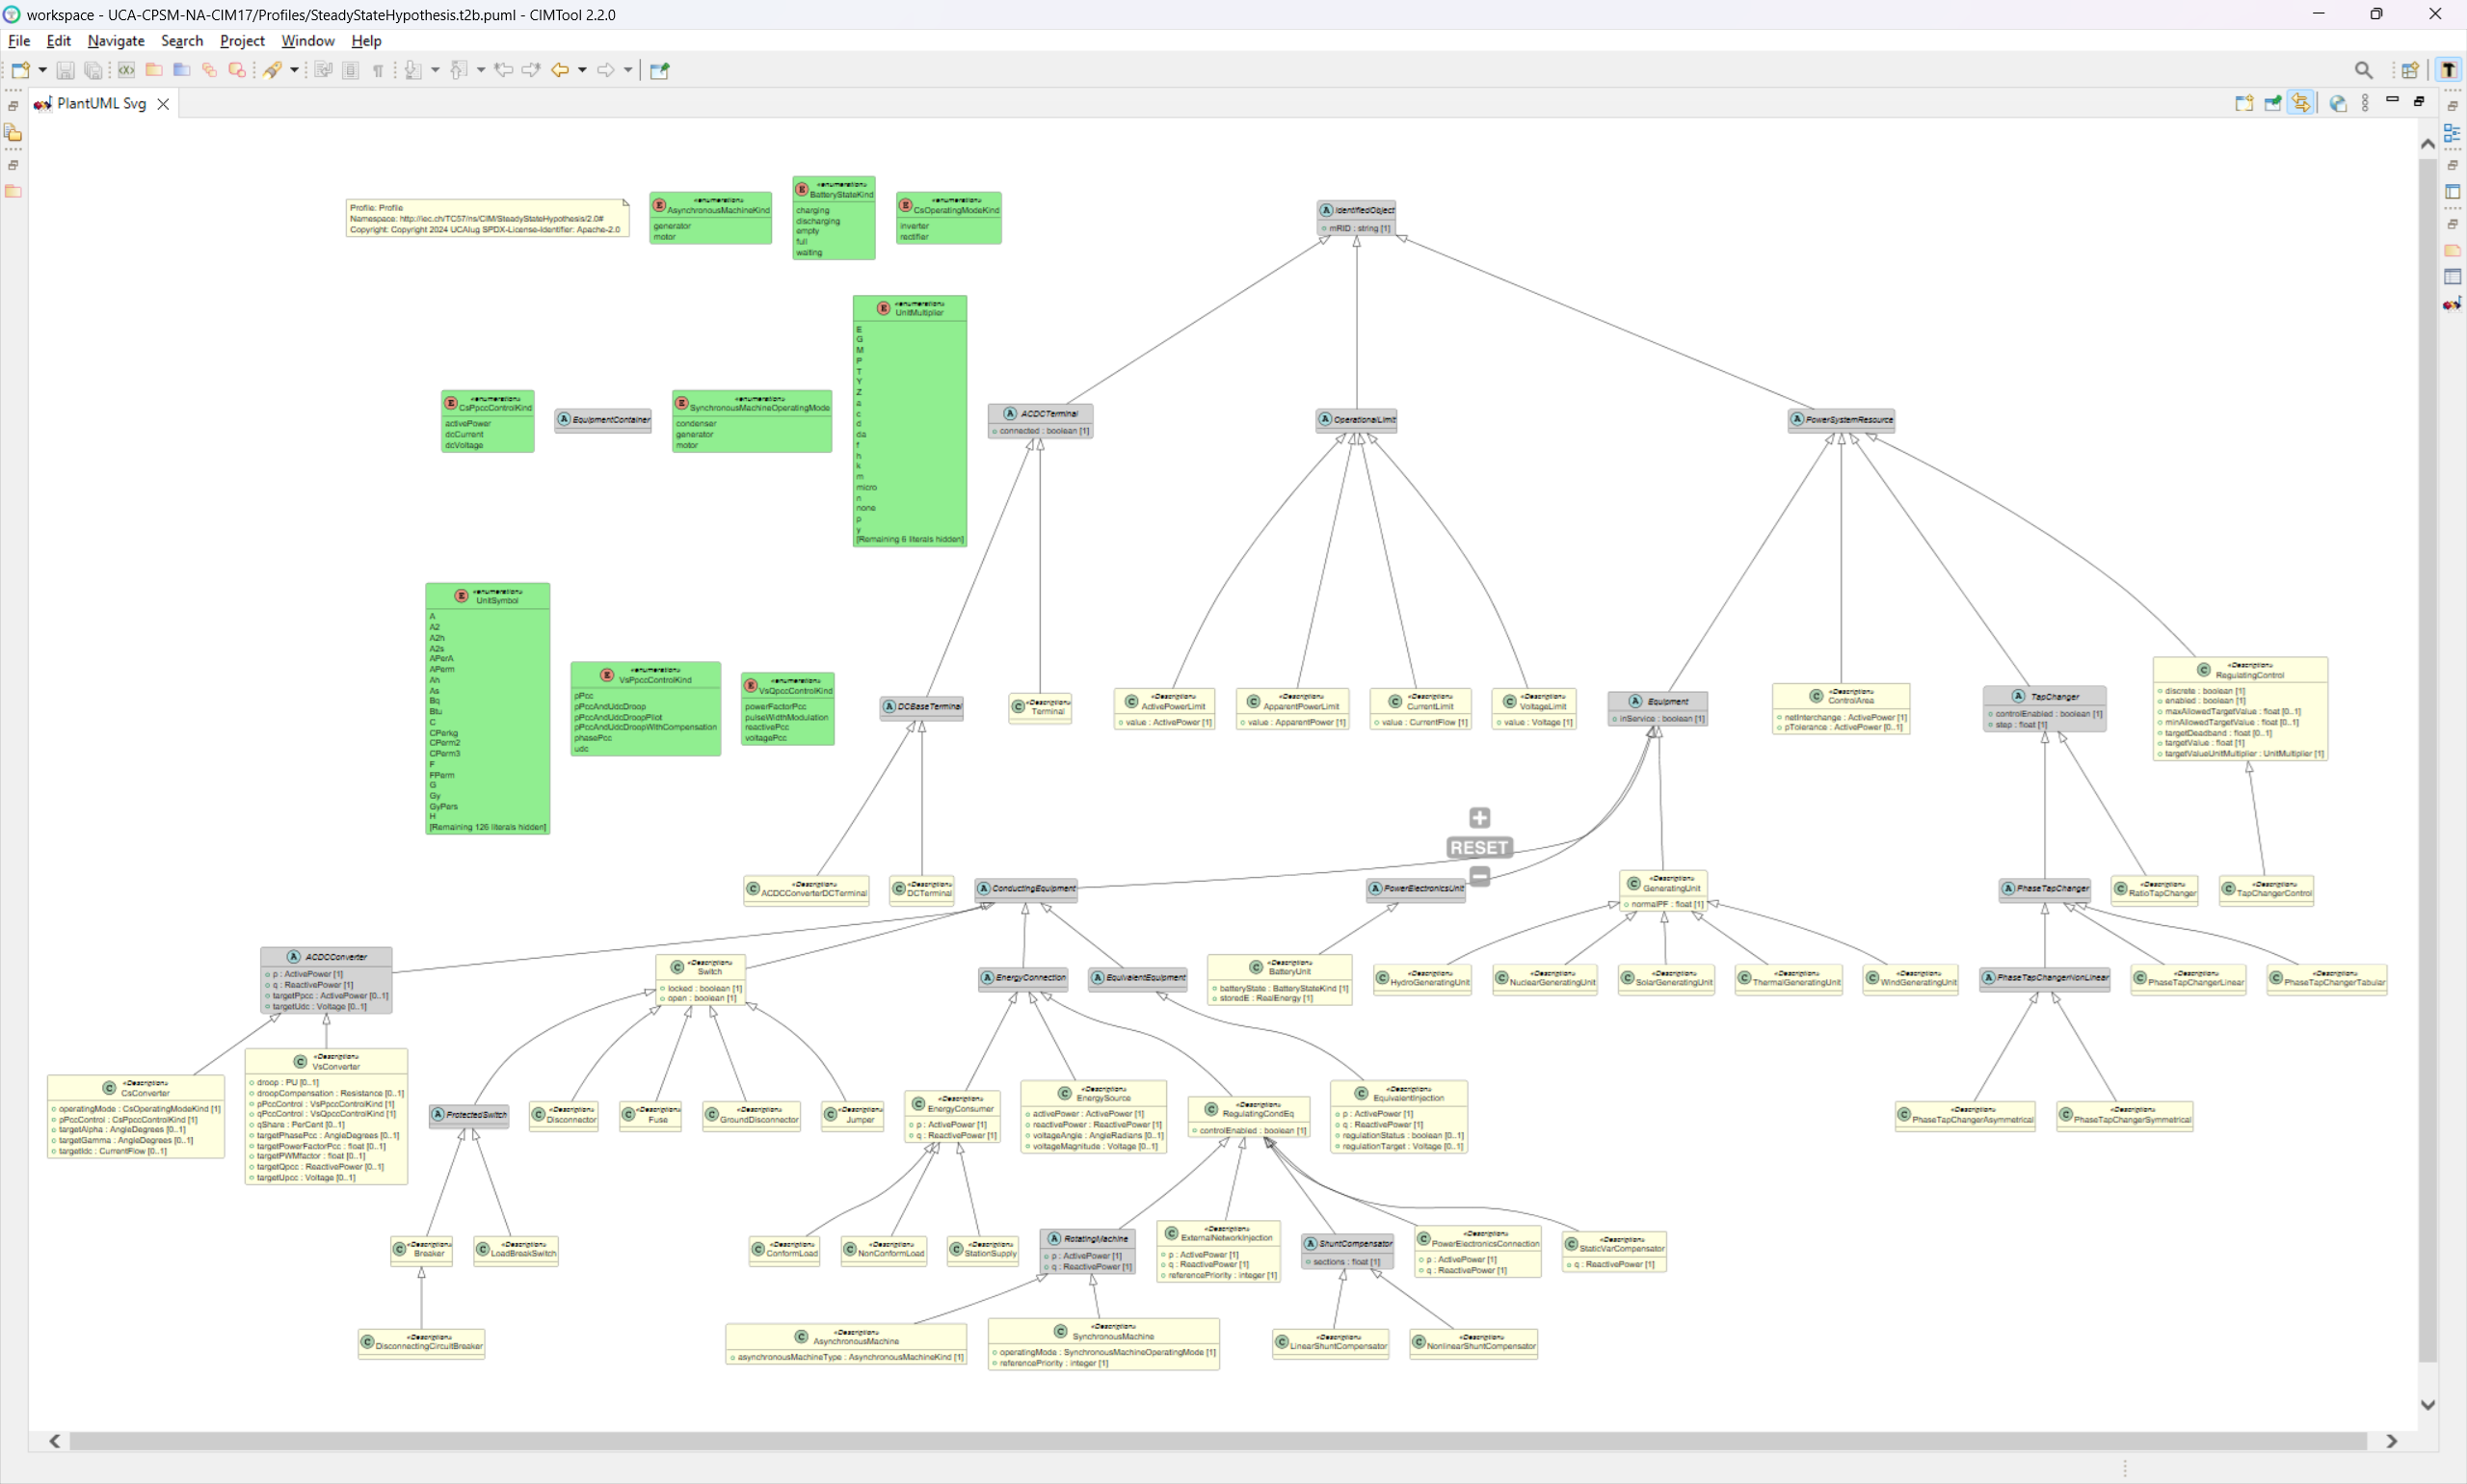 workspace - UCA-CPSM-NA-CIM17/Profiles/SteadyStateHypothesis.t2b.puml - CIMTool 2.2.0
File Edit Navigate Search Project Window Help
PlantUML Svg
Profile: Profile
Namespace: http://iec.ch/TC57/ns/CIM/SteadyStateHypothesis/2.0#
Copyright: Copyright 2024 UCAIug SPDX-License-Identifier: Apache-2.0
«enumeration»
AsynchronousMachineKind
generator
motor
«enumeration»
BatteryStateKind
charging
discharging
empty
full
waiting
«enumeration»
CsOperatingModeKind
inverter
rectifier
IdentifiedObject
mRID : string [1]
«enumeration»
UnitMultiplier
E
G
M
P
T
Y
Z
a
c
d
da
f
h
k
m
micro
n
none
p
y
[Remaining 6 literals hidden]
«enumeration»
CsPpccControlKind
activePower
dcCurrent
dcVoltage
EquipmentContainer
«enumeration»
SynchronousMachineOperatingMode
condenser
generator
motor
ACDCTerminal
connected : boolean [1]
OperationalLimit
PowerSystemResource
«enumeration»
UnitSymbol
A
A2
A2h
A2s
APerA
APerm
Ah
As
Bq
Btu
C
CPerkg
CPerm2
CPerm3
F
FPerm
G
Gy
GyPers
H
[Remaining 126 literals hidden]
«enumeration»
VsPpccControlKind
pPcc
pPccAndUdcDroop
pPccAndUdcDroopPilot
pPccAndUdcDroopWithCompensation
phasePcc
udc
«enumeration»
VsQpccControlKind
powerFactorPcc
pulseWidthModulation
reactivePcc
voltagePcc
DCBaseTerminal
«Description»
Terminal
«Description»
ActivePowerLimit
value : ActivePower [1]
«Description»
ApparentPowerLimit
value : ApparentPower [1]
«Description»
CurrentLimit
value : CurrentFlow [1]
«Description»
VoltageLimit
value : Voltage [1]
Equipment
inService : boolean [1]
«Description»
ControlArea
netInterchange : ActivePower [1]
pTolerance : ActivePower [0..1]
TapChanger
controlEnabled : boolean [1]
step : float [1]
«Description»
RegulatingControl
discrete : boolean [1]
enabled : boolean [1]
maxAllowedTargetValue : float [0..1]
minAllowedTargetValue : float [0..1]
targetDeadband : float [0..1]
targetValue : float [1]
targetValueUnitMultiplier : UnitMultiplier [1]
RESET
«Description»
ACDCConverterDCTerminal
«Description»
DCTerminal
ConductingEquipment
PowerElectronicsUnit
«Description»
GeneratingUnit
normalPF : float [1]
PhaseTapChanger
«Description»
RatioTapChanger
«Description»
TapChangerControl
ACDCConverter
p : ActivePower [1]
q : ReactivePower [1]
targetPpcc : ActivePower [0..1]
targetUdc : Voltage [0..1]
«Description»
Switch
locked : boolean [1]
open : boolean [1]
EnergyConnection
EquivalentEquipment
«Description»
BatteryUnit
batteryState : BatteryStateKind [1]
storedE : RealEnergy [1]
«Description»
HydroGeneratingUnit
«Description»
NuclearGeneratingUnit
«Description»
SolarGeneratingUnit
«Description»
ThermalGeneratingUnit
«Description»
WindGeneratingUnit
PhaseTapChangerNonLinear
«Description»
PhaseTapChangerLinear
«Description»
PhaseTapChangerTabular
«Description»
CsConverter
operatingMode : CsOperatingModeKind [1]
pPccControl : CsPpccControlKind [1]
targetAlpha : AngleDegrees [0..1]
targetGamma : AngleDegrees [0..1]
targetIdc : CurrentFlow [0..1]
«Description»
VsConverter
droop : PU [0..1]
droopCompensation : Resistance [0..1]
pPccControl : VsPpccControlKind [1]
qPccControl : VsQpccControlKind [1]
qShare : PerCent [0..1]
targetPhasePcc : AngleDegrees [0..1]
targetPowerFactorPcc : float [0..1]
targetPWMfactor : float [0..1]
targetQpcc : ReactivePower [0..1]
targetUpcc : Voltage [0..1]
ProtectedSwitch
«Description»
Disconnector
«Description»
Fuse
«Description»
GroundDisconnector
«Description»
Jumper
«Description»
EnergyConsumer
p : ActivePower [1]
q : ReactivePower [1]
«Description»
EnergySource
activePower : ActivePower [1]
reactivePower : ReactivePower [1]
voltageAngle : AngleRadians [0..1]
voltageMagnitude : Voltage [0..1]
«Description»
RegulatingCondEq
controlEnabled : boolean [1]
«Description»
EquivalentInjection
p : ActivePower [1]
q : ReactivePower [1]
regulationStatus : boolean [0..1]
regulationTarget : Voltage [0..1]
«Description»
PhaseTapChangerAsymmetrical
«Description»
PhaseTapChangerSymmetrical
«Description»
Breaker
«Description»
LoadBreakSwitch
«Description»
ConformLoad
«Description»
NonConformLoad
«Description»
StationSupply
RotatingMachine
p : ActivePower [1]
q : ReactivePower [1]
«Description»
ExternalNetworkInjection
p : ActivePower [1]
q : ReactivePower [1]
referencePriority : integer [1]
ShuntCompensator
sections : float [1]
«Description»
PowerElectronicsConnection
p : ActivePower [1]
q : ReactivePower [1]
«Description»
StaticVarCompensator
q : ReactivePower [1]
«Description»
DisconnectingCircuitBreaker
«Description»
AsynchronousMachine
asynchronousMachineType : AsynchronousMachineKind [1]
«Description»
SynchronousMachine
operatingMode : SynchronousMachineOperatingMode [1]
referencePriority : integer [1]
«Description»
LinearShuntCompensator
«Description»
NonlinearShuntCompensator